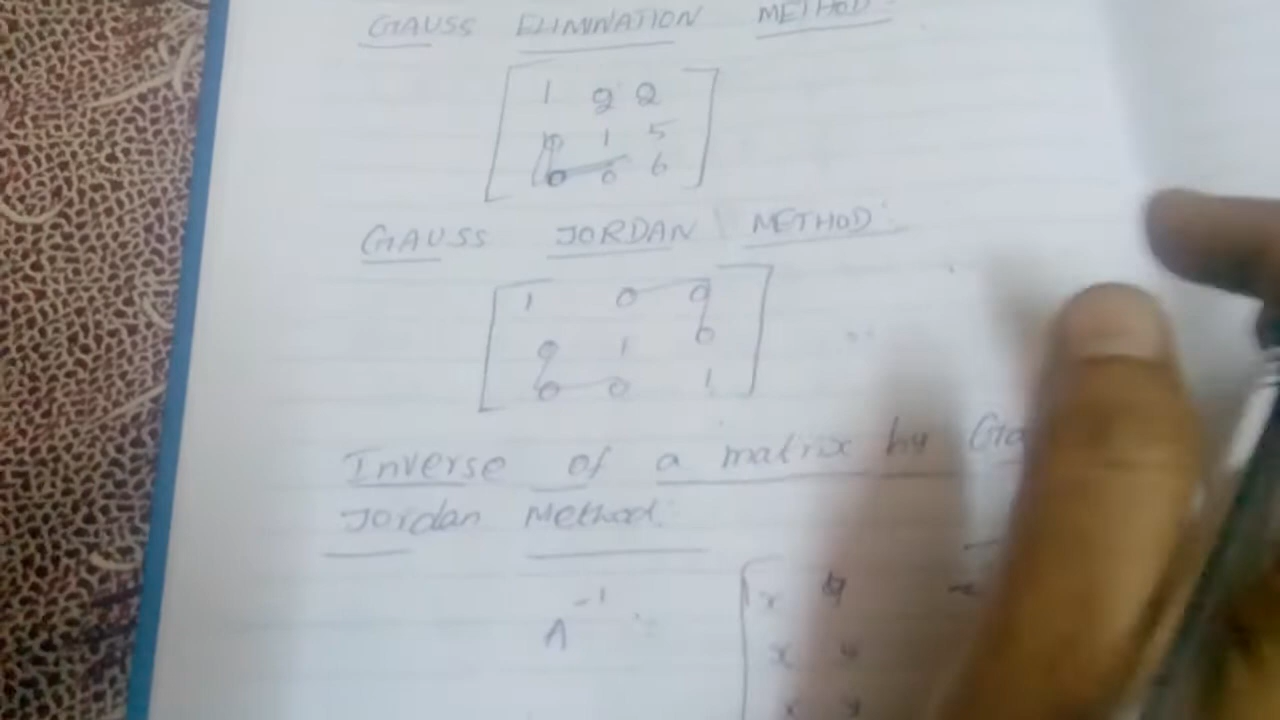 GAUSS ELIMINATION METHOD
1 2 2
0 1 5
0 0 6
GAUSS JORDAN METHOD:
1 0 0
0 1 0
0 0 1
Inverse of a matrix by
Jordan Method:
A⁻¹
x y
x y
x y